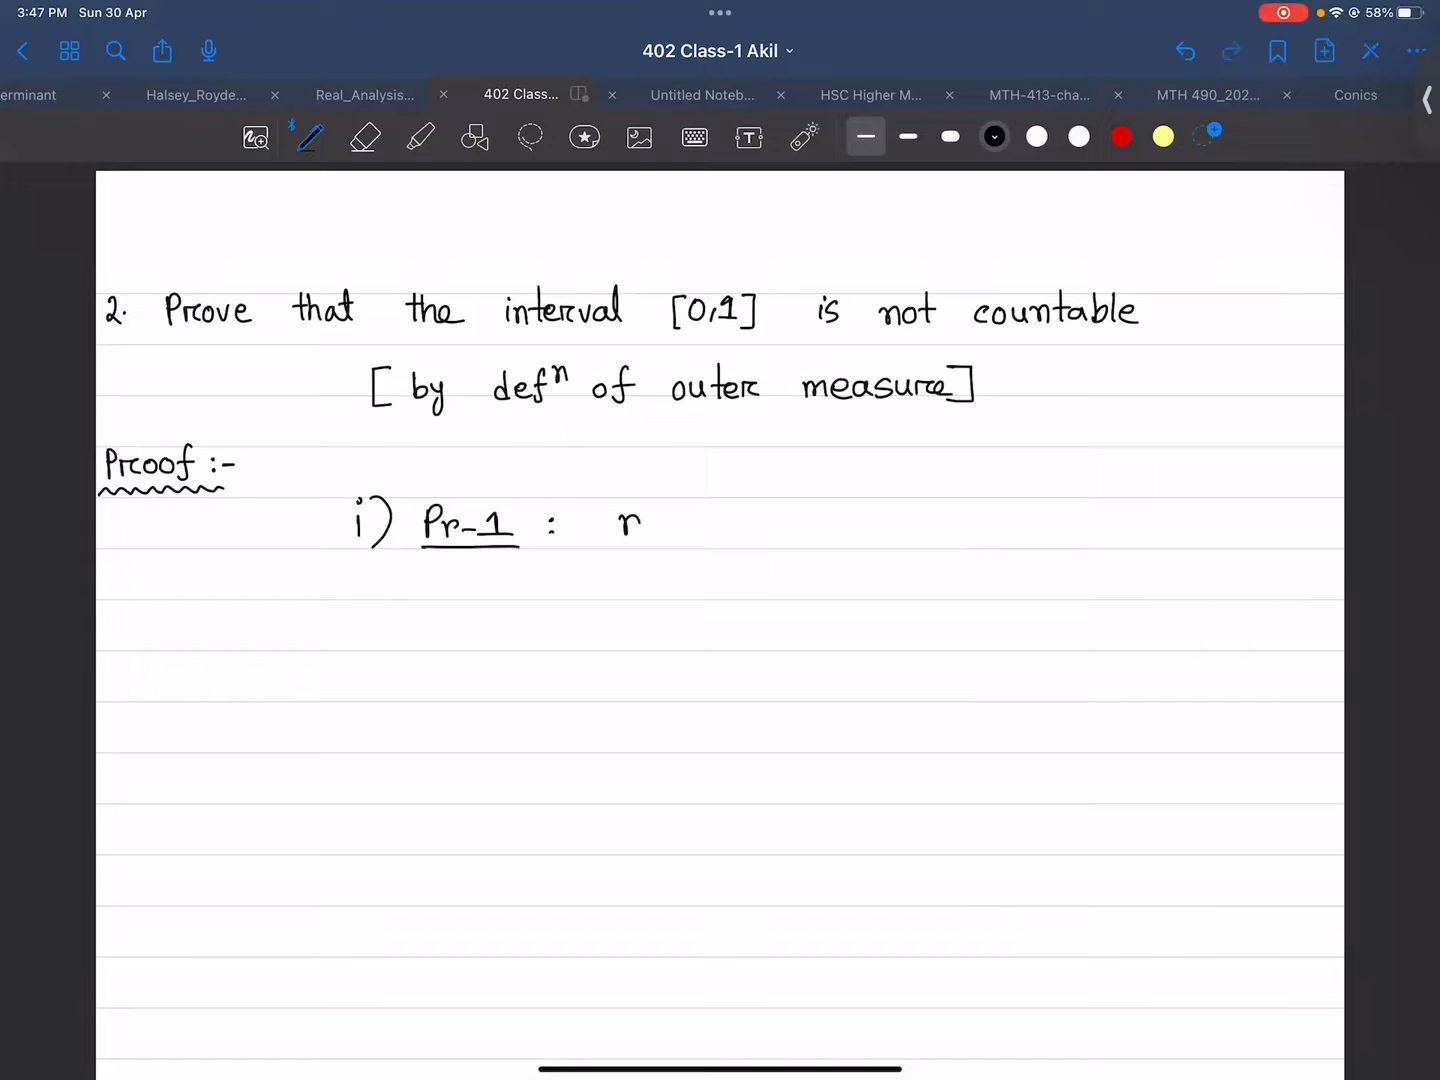 3:47 PM Sun 30 Apr
58%
402 Class-1 Akil
erminant
Halsey_Royde...
Real_Analysis...
402 Class...
Untitled Noteb...
HSC Higher M...
MTH-413-cha...
MTH 490_202...
Conics
2. Prove that the interval [0,1] is not countable
[by defⁿ of outer measure]
Proof :-
i) Pr-1 : r